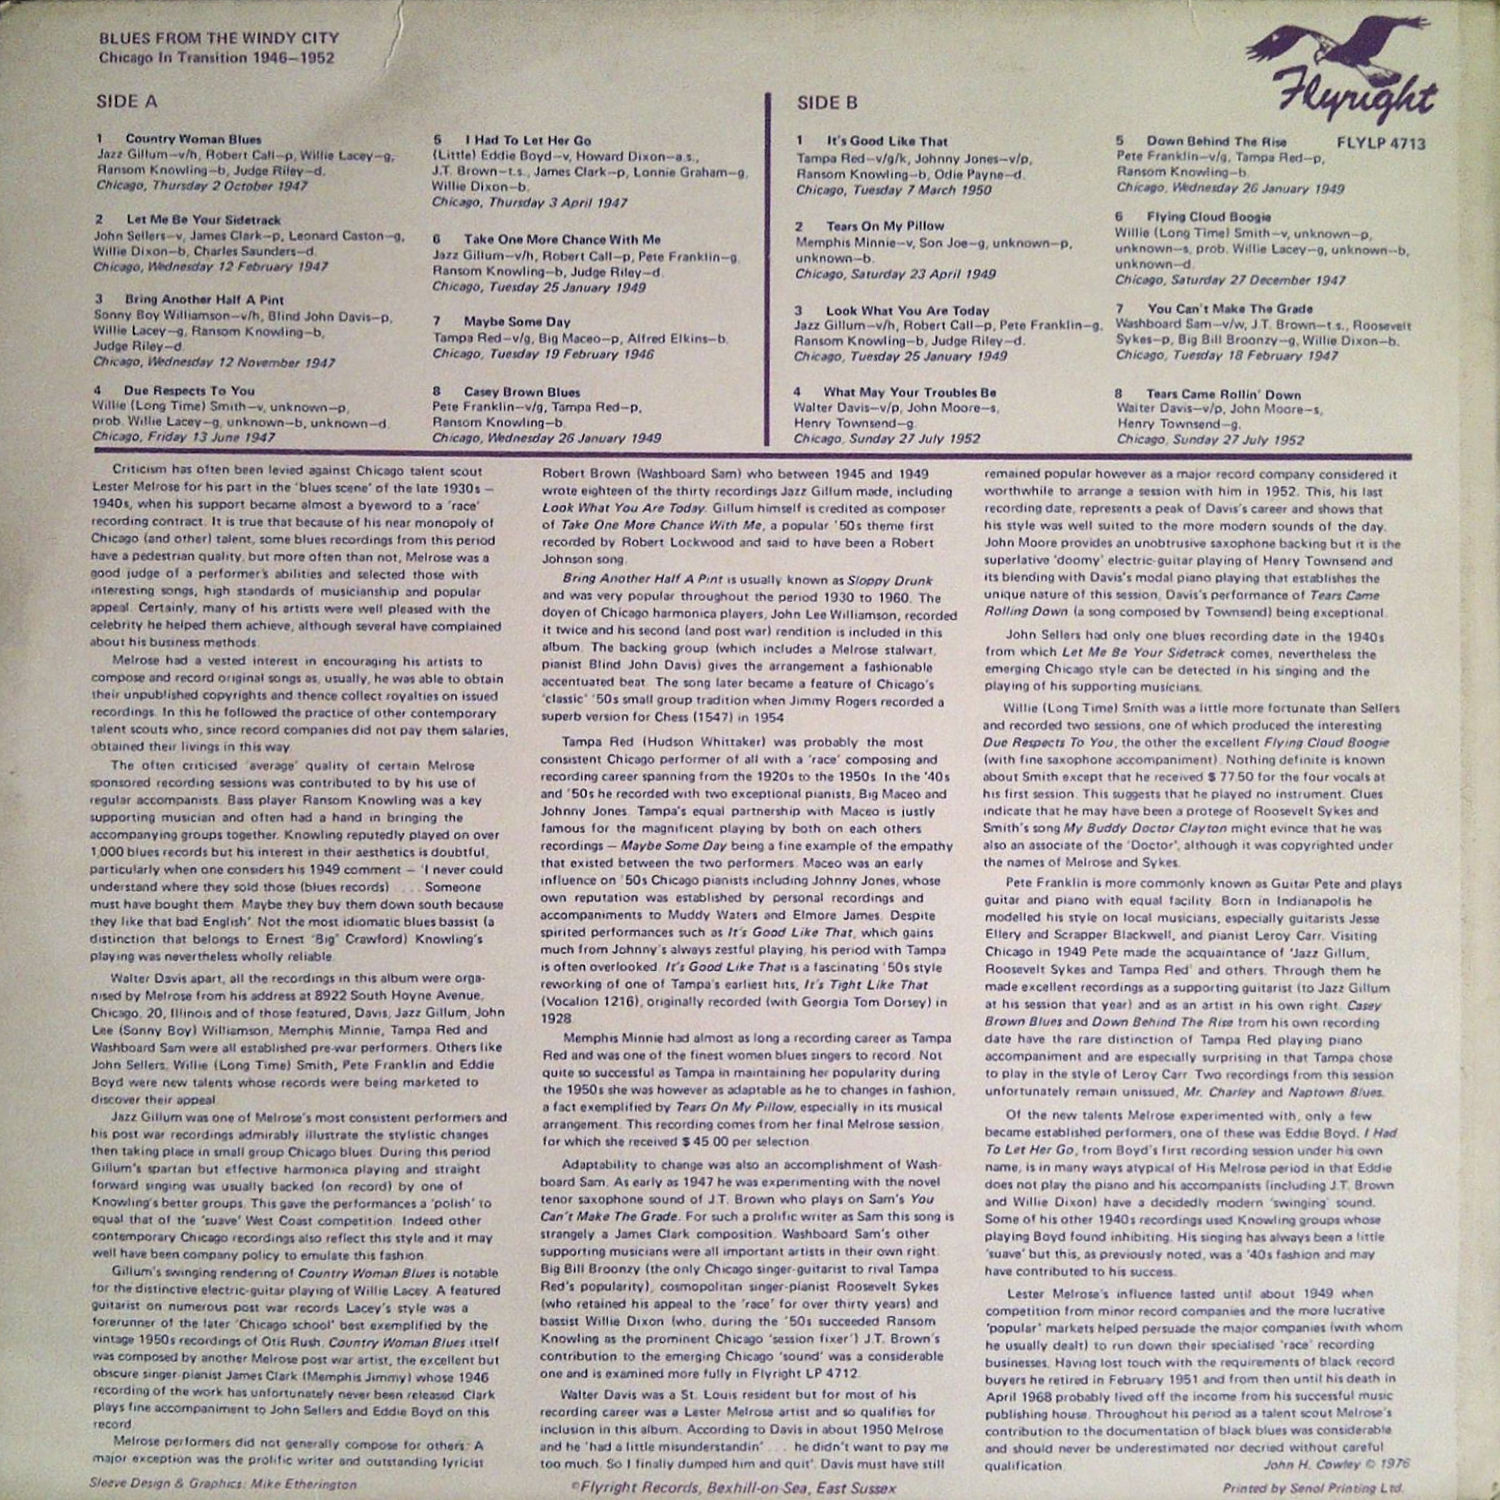 BLUES FROM THE WINDY CITY
Chicago In Transition 1946–1952
Flyright
FLYLP 4713
SIDE A
1 Country Woman Blues
Jazz Gillum–v/h, Robert Call–p, Willie Lacey–g,
Ransom Knowling–b, Judge Riley–d.
Chicago, Thursday 2 October 1947
2 Let Me Be Your Sidetrack
John Sellers–v, James Clark–p, Leonard Caston–g,
Willie Dixon–b, Charles Saunders–d.
Chicago, Wednesday 12 February 1947
3 Bring Another Half A Pint
Sonny Boy Williamson–v/h, Blind John Davis–p,
Willie Lacey–g, Ransom Knowling–b,
Judge Riley–d.
Chicago, Wednesday 12 November 1947
4 Due Respects To You
Willie (Long Time) Smith–v, unknown–p,
prob. Willie Lacey–g, unknown–b, unknown–d.
Chicago, Friday 13 June 1947
5 I Had To Let Her Go
(Little) Eddie Boyd–v, Howard Dixon–a.s.,
J.T. Brown–t.s., James Clark–p, Lonnie Graham–g,
Willie Dixon–b.
Chicago, Thursday 3 April 1947
6 Take One More Chance With Me
Jazz Gillum–v/h, Robert Call–p, Pete Franklin–g,
Ransom Knowling–b, Judge Riley–d.
Chicago, Tuesday 25 January 1949
7 Maybe Some Day
Tampa Red–v/g, Big Maceo–p, Alfred Elkins–b.
Chicago, Tuesday 19 February 1946
8 Casey Brown Blues
Pete Franklin–v/g, Tampa Red–p,
Ransom Knowling–b.
Chicago, Wednesday 26 January 1949
SIDE B
1 It's Good Like That
Tampa Red–v/g/k, Johnny Jones–v/p,
Ransom Knowling–b, Odie Payne–d.
Chicago, Tuesday 7 March 1950
2 Tears On My Pillow
Memphis Minnie–v, Son Joe–g, unknown–p,
unknown–b.
Chicago, Saturday 23 April 1949
3 Look What You Are Today
Jazz Gillum–v/h, Robert Call–p, Pete Franklin–g,
Ransom Knowling–b, Judge Riley–d.
Chicago, Tuesday 25 January 1949
4 What May Your Troubles Be
Walter Davis–v/p, John Moore–s,
Henry Townsend–g.
Chicago, Sunday 27 July 1952
5 Down Behind The Rise
Pete Franklin–v/g, Tampa Red–p,
Ransom Knowling–b.
Chicago, Wednesday 26 January 1949
6 Flying Cloud Boogie
Willie (Long Time) Smith–v, unknown–p,
unknown–s, prob. Willie Lacey–g, unknown–b,
unknown–d.
Chicago, Saturday 27 December 1947
7 You Can't Make The Grade
Washboard Sam–v/w, J.T. Brown–t.s., Roosevelt
Sykes–p, Big Bill Broonzy–g, Willie Dixon–b.
Chicago, Tuesday 18 February 1947
8 Tears Came Rollin' Down
Walter Davis–v/p, John Moore–s,
Henry Townsend–g.
Chicago, Sunday 27 July 1952
Criticism has often been levied against Chicago talent scout
Lester Melrose for his part in the 'blues scene' of the late 1930s –
1940s, when his support became almost a byeword to a 'race'
recording contract. It is true that because of his near monopoly of
Chicago (and other) talent, some blues recordings from this period
have a pedestrian quality, but more often than not, Melrose was a
good judge of a performer's abilities and selected those with
interesting songs, high standards of musicianship and popular
appeal. Certainly, many of his artists were well pleased with the
celebrity he helped them achieve, although several have complained
about his business methods.
Melrose had a vested interest in encouraging his artists to
compose and record original songs as, usually, he was able to obtain
their unpublished copyrights and thence collect royalties on issued
recordings. In this he followed the practice of other contemporary
talent scouts who, since record companies did not pay them salaries,
obtained their livings in this way.
The often criticised 'average' quality of certain Melrose
sponsored recording sessions was contributed to by his use of
regular accompanists. Bass player Ransom Knowling was a key
supporting musician and often had a hand in bringing the
accompanying groups together. Knowling reputedly played on over
1,000 blues records but his interest in their aesthetics is doubtful,
particularly when one considers his 1949 comment – 'I never could
understand where they sold those (blues records) . . . . Someone
must have bought them. Maybe they buy them down south because
they like that bad English'. Not the most idiomatic blues bassist (a
distinction that belongs to Ernest 'Big' Crawford) Knowling's
playing was nevertheless wholly reliable.
Walter Davis apart, all the recordings in this album were orga-
nised by Melrose from his address at 8922 South Hoyne Avenue,
Chicago, 20, Illinois and of those featured, Davis, Jazz Gillum, John
Lee (Sonny Boy) Williamson, Memphis Minnie, Tampa Red and
Washboard Sam were all established pre-war performers. Others like
John Sellers, Willie (Long Time) Smith, Pete Franklin and Eddie
Boyd were new talents whose records were being marketed to
discover their appeal.
Jazz Gillum was one of Melrose's most consistent performers and
his post war recordings admirably illustrate the stylistic changes
then taking place in small group Chicago blues. During this period
Gillum's spartan but effective harmonica playing and straight
forward singing was usually backed (on record) by one of
Knowling's better groups. This gave the performances a 'polish' to
equal that of the 'suave' West Coast competition. Indeed other
contemporary Chicago recordings also reflect this style and it may
well have been company policy to emulate this fashion.
Gillum's swinging rendering of Country Woman Blues is notable
for the distinctive electric-guitar playing of Willie Lacey. A featured
guitarist on numerous post war records Lacey's style was a
forerunner of the later 'Chicago school' best exemplified by the
vintage 1950s recordings of Otis Rush. Country Woman Blues itself
was composed by another Melrose post war artist, the excellent but
obscure singer-pianist James Clark (Memphis Jimmy) whose 1946
recording of the work has unfortunately never been released. Clark
plays fine accompaniment to John Sellers and Eddie Boyd on this
record.
Melrose performers did not generally compose for others. A
major exception was the prolific writer and outstanding lyricist
Robert Brown (Washboard Sam) who between 1945 and 1949
wrote eighteen of the thirty recordings Jazz Gillum made, including
Look What You Are Today. Gillum himself is credited as composer
of Take One More Chance With Me, a popular '50s theme first
recorded by Robert Lockwood and said to have been a Robert
Johnson song.
Bring Another Half A Pint is usually known as Sloppy Drunk
and was very popular throughout the period 1930 to 1960. The
doyen of Chicago harmonica players, John Lee Williamson, recorded
it twice and his second (and post war) rendition is included in this
album. The backing group (which includes a Melrose stalwart,
pianist Blind John Davis) gives the arrangement a fashionable
accentuated beat. The song later became a feature of Chicago's
'classic' '50s small group tradition when Jimmy Rogers recorded a
superb version for Chess (1547) in 1954
Tampa Red (Hudson Whittaker) was probably the most
consistent Chicago performer of all with a 'race' composing and
recording career spanning from the 1920s to the 1950s. In the '40s
and '50s he recorded with two exceptional pianists, Big Maceo and
Johnny Jones. Tampa's equal partnership with Maceo is justly
famous for the magnificent playing by both on each others
recordings – Maybe Some Day being a fine example of the empathy
that existed between the two performers. Maceo was an early
influence on '50s Chicago pianists including Johnny Jones, whose
own reputation was established by personal recordings and
accompaniments to Muddy Waters and Elmore James. Despite
spirited performances such as It's Good Like That, which gains
much from Johnny's always zestful playing, his period with Tampa
is often overlooked. It's Good Like That is a fascinating '50s style
reworking of one of Tampa's earliest hits, It's Tight Like That
(Vocalion 1216), originally recorded (with Georgia Tom Dorsey) in
1928
Memphis Minnie had almost as long a recording career as Tampa
Red and was one of the finest women blues singers to record. Not
quite so successful as Tampa in maintaining her popularity during
the 1950s she was however as adaptable as he to changes in fashion,
a fact exemplified by Tears On My Pillow, especially in its musical
arrangement. This recording comes from her final Melrose session,
for which she received $ 45.00 per selection.
Adaptability to change was also an accomplishment of Wash-
board Sam. As early as 1947 he was experimenting with the novel
tenor saxophone sound of J.T. Brown who plays on Sam's You
Can't Make The Grade. For such a prolific writer as Sam this song is
strangely a James Clark composition. Washboard Sam's other
supporting musicians were all important artists in their own right.
Big Bill Broonzy (the only Chicago singer-guitarist to rival Tampa
Red's popularity), cosmopolitan singer-pianist Roosevelt Sykes
(who retained his appeal to the 'race' for over thirty years) and
bassist Willie Dixon (who, during the '50s succeeded Ransom
Knowling as the prominent Chicago 'session fixer') J.T. Brown's
contribution to the emerging Chicago 'sound' was a considerable
one and is examined more fully in Flyright LP 4712.
Walter Davis was a St. Louis resident but for most of his
recording career was a Lester Melrose artist and so qualifies for
inclusion in this album. According to Davis in about 1950 Melrose
and he 'had a little misunderstandin' . . . he didn't want to pay me
too much. So I finally dumped him and quit'. Davis must have still
remained popular however as a major record company considered it
worthwhile to arrange a session with him in 1952. This, his last
recording date, represents a peak of Davis's career and shows that
his style was well suited to the more modern sounds of the day.
John Moore provides an unobtrusive saxophone backing but it is the
superlative 'doomy' electric-guitar playing of Henry Townsend and
its blending with Davis's modal piano playing that establishes the
unique nature of this session, Davis's performance of Tears Came
Rolling Down (a song composed by Townsend) being exceptional.
John Sellers had only one blues recording date in the 1940s
from which Let Me Be Your Sidetrack comes, nevertheless the
emerging Chicago style can be detected in his singing and the
playing of his supporting musicians.
Willie (Long Time) Smith was a little more fortunate than Sellers
and recorded two sessions, one of which produced the interesting
Due Respects To You, the other the excellent Flying Cloud Boogie
(with fine saxophone accompaniment). Nothing definite is known
about Smith except that he received $ 77.50 for the four vocals at
his first session. This suggests that he played no instrument. Clues
indicate that he may have been a protege of Roosevelt Sykes and
Smith's song My Buddy Doctor Clayton might evince that he was
also an associate of the 'Doctor', although it was copyrighted under
the names of Melrose and Sykes.
Pete Franklin is more commonly known as Guitar Pete and plays
guitar and piano with equal facility. Born in Indianapolis he
modelled his style on local musicians, especially guitarists Jesse
Ellery and Scrapper Blackwell, and pianist Leroy Carr. Visiting
Chicago in 1949 Pete made the acquaintance of 'Jazz Gillum,
Roosevelt Sykes and Tampa Red' and others. Through them he
made excellent recordings as a supporting guitarist (to Jazz Gillum
at his session that year) and as an artist in his own right. Casey
Brown Blues and Down Behind The Rise from his own recording
date have the rare distinction of Tampa Red playing piano
accompaniment and are especially surprising in that Tampa chose
to play in the style of Leroy Carr. Two recordings from this session
unfortunately remain unissued, Mr. Charley and Naptown Blues.
Of the new talents Melrose experimented with, only a few
became established performers, one of these was Eddie Boyd. I Had
To Let Her Go, from Boyd's first recording session under his own
name, is in many ways atypical of His Melrose period in that Eddie
does not play the piano and his accompanists (including J.T. Brown
and Willie Dixon) have a decidedly modern 'swinging' sound.
Some of his other 1940s recordings used Knowling groups whose
playing Boyd found inhibiting. His singing has always been a little
'suave' but this, as previously noted, was a '40s fashion and may
have contributed to his success.
Lester Melrose's influence lasted until about 1949 when
competition from minor record companies and the more lucrative
'popular' markets helped persuade the major companies (with whom
he usually dealt) to run down their specialised 'race' recording
businesses. Having lost touch with the requirements of black record
buyers he retired in February 1951 and from then until his death in
April 1968 probably lived off the income from his successful music
publishing house. Throughout his period as a talent scout Melrose's
contribution to the documentation of black blues was considerable
and should never be underestimated nor decried without careful
qualification.
John H. Cowley © 1976
Sleeve Design & Graphics: Mike Etherington
©Flyright Records, Bexhill-on-Sea, East Sussex
Printed by Senol Printing Ltd.